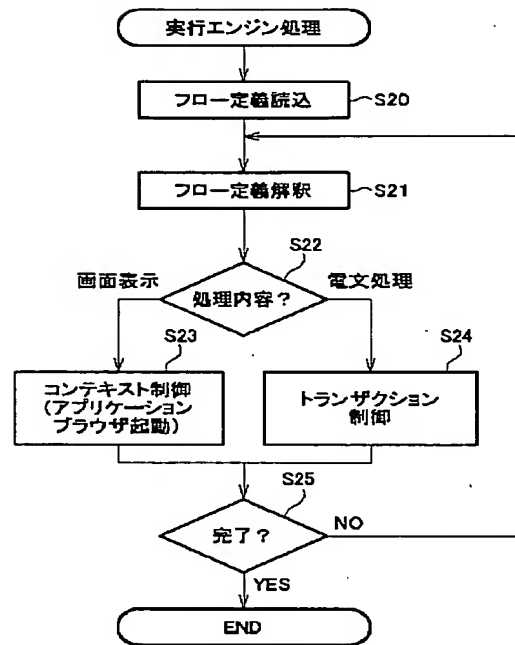 実行エンジン処理
フロー定義読込
S20
フロー定義解釈
S21
S22
画面表示
処理内容？
電文処理
S23
S24
コンテキスト制御
(アプリケーション
ブラウザ起動)
トランザクション
制御
S25
完了？
NO
YES
END